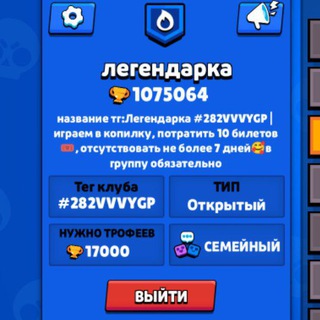 легендарка
1075064
название тг:Легендарка #282VVVYGP |
играем в копилку, потратить 10 билетов
🎟️, отсутствовать не более 7 дней🥰в
группу обязательно
Тег клуба
#282VVVYGP
ТИП
Открытый
НУЖНО ТРОФЕЕВ
17000
СЕМЕЙНЫЙ
ВЫЙТИ